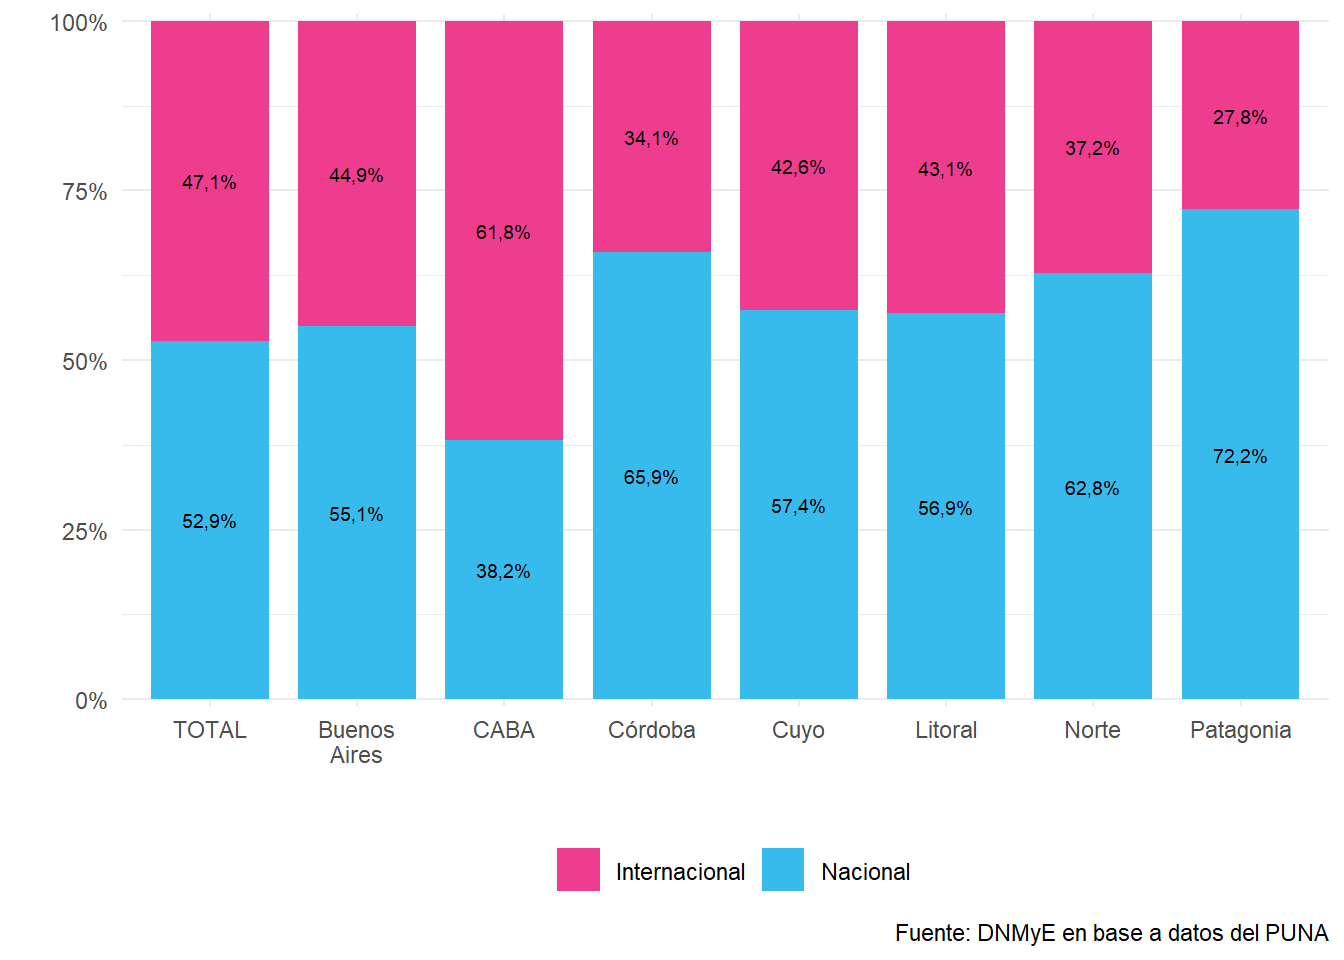 100%
75%
50%
25%
0%
47,1%
44,9%
61,8%
34,1%
42,6%
43,1%
37,2%
27,8%
52,9%
55,1%
38,2%
65,9%
57,4%
56,9%
62,8%
72,2%
TOTAL
Buenos
Aires
CABA
Córdoba
Cuyo
Litoral
Norte
Patagonia
Internacional
Nacional
Fuente: DNMyE en base a datos del PUNA